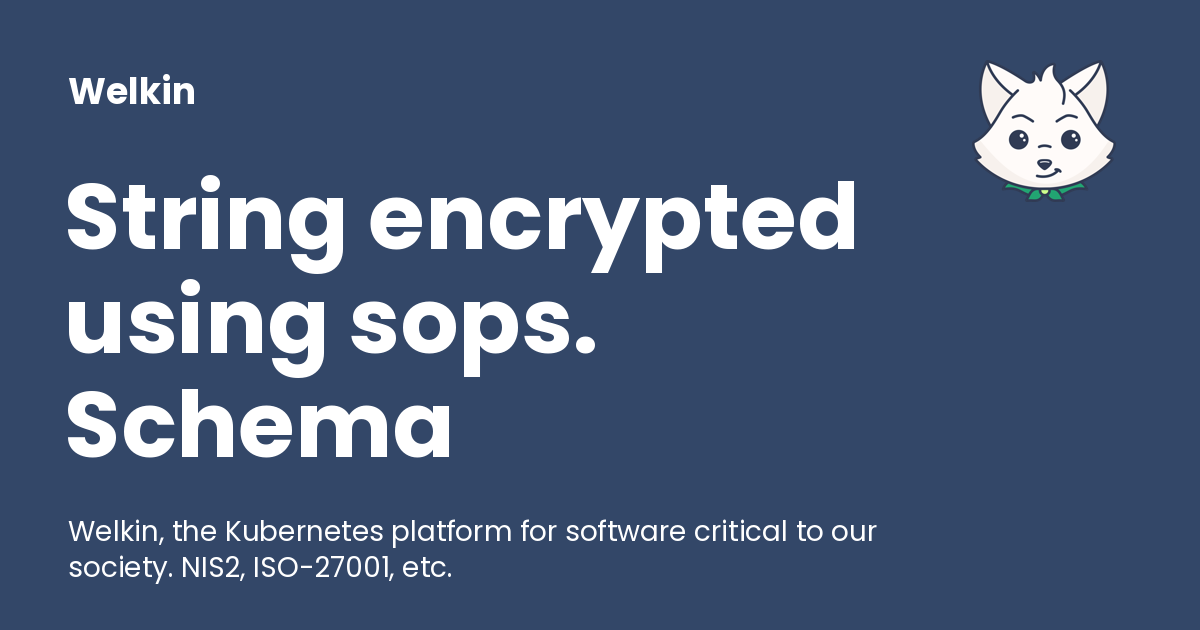 Welkin
String encrypted
using sops.
Schema
Welkin, the Kubernetes platform for software critical to our
society. NIS2, ISO-27001, etc.